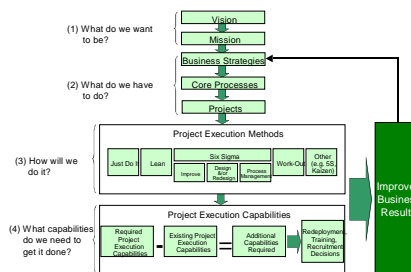 Vision
(1) What do we want
to be?
Mission
Business Strategies
(2) What do we have
to do?
Core Processes
Projects
Project Execution Methods
(3) How will we
do it?
Just Do It
Lean
Six Sigma
Improve
Design
&/or
Redesign
Process
Management
Work-Out
Other
(e.g. 5S,
Kaizen)
Improve
Business
Result
(4) What capabilities
do we need to
get it done?
Project Execution Capabilities
Required
Project
Execution
Capabilities
Existing Project
Execution
Capabilities
Additional
Capabilities
Required
Redeployment,
Training,
Recruitment
Decisions